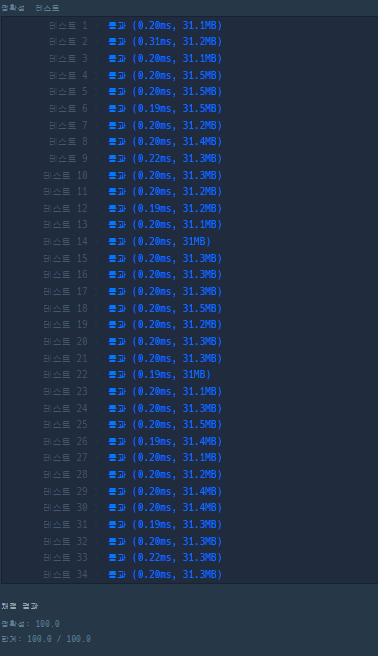 정확성 테스트
테스트 1 통과 (0.20ms, 31.1MB)
테스트 2 통과 (0.31ms, 31.2MB)
테스트 3 통과 (0.20ms, 31.1MB)
테스트 4 통과 (0.20ms, 31.5MB)
테스트 5 통과 (0.20ms, 31.5MB)
테스트 6 통과 (0.19ms, 31.5MB)
테스트 7 통과 (0.20ms, 31.2MB)
테스트 8 통과 (0.20ms, 31.4MB)
테스트 9 통과 (0.22ms, 31.3MB)
테스트 10 통과 (0.20ms, 31.3MB)
테스트 11 통과 (0.20ms, 31.2MB)
테스트 12 통과 (0.19ms, 31.2MB)
테스트 13 통과 (0.20ms, 31.1MB)
테스트 14 통과 (0.20ms, 31MB)
테스트 15 통과 (0.20ms, 31.3MB)
테스트 16 통과 (0.20ms, 31.3MB)
테스트 17 통과 (0.20ms, 31.3MB)
테스트 18 통과 (0.20ms, 31.5MB)
테스트 19 통과 (0.20ms, 31.2MB)
테스트 20 통과 (0.20ms, 31.3MB)
테스트 21 통과 (0.20ms, 31.3MB)
테스트 22 통과 (0.19ms, 31MB)
테스트 23 통과 (0.20ms, 31.1MB)
테스트 24 통과 (0.20ms, 31.3MB)
테스트 25 통과 (0.20ms, 31.5MB)
테스트 26 통과 (0.19ms, 31.4MB)
테스트 27 통과 (0.20ms, 31.1MB)
테스트 28 통과 (0.20ms, 31.2MB)
테스트 29 통과 (0.20ms, 31.4MB)
테스트 30 통과 (0.20ms, 31.4MB)
테스트 31 통과 (0.19ms, 31.3MB)
테스트 32 통과 (0.20ms, 31.3MB)
테스트 33 통과 (0.22ms, 31.3MB)
테스트 34 통과 (0.20ms, 31.3MB)
채점 결과
정확성: 100.0
합계: 100.0 / 100.0